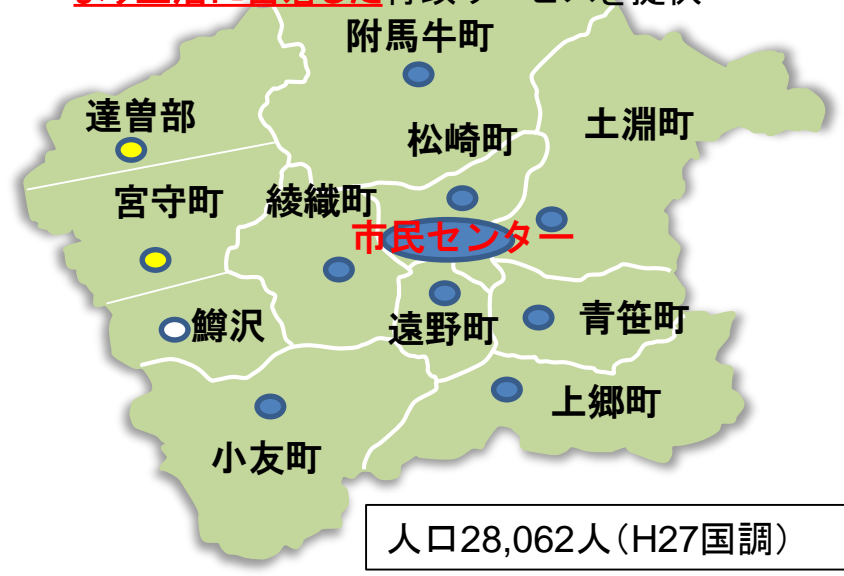 附馬牛町
達曽部
土淵町
松崎町
宮守町
綾織町
市民センター
鱒沢
遠野町
青笹町
上郷町
小友町
人口28,062人(H27国調)